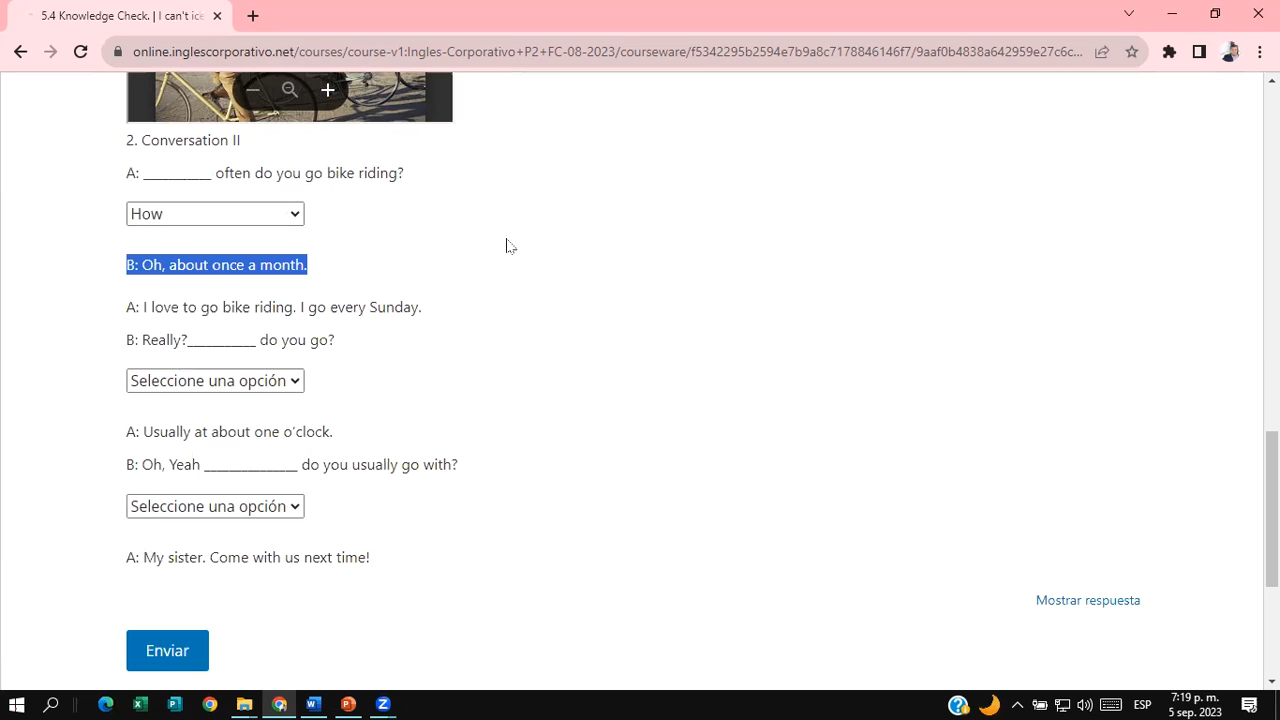 5.4 Knowledge Check. | I can't ice
online.inglescorporativo.net/courses/course-v1:Ingles-Corporativo+P2+FC-08-2023/courseware/f5342295b2594e7b9a8c7178846146f7/9aaf0b4838a642959e27c6c...
2. Conversation II
A: __________ often do you go bike riding?
How
B: Oh, about once a month.
A: I love to go bike riding. I go every Sunday.
B: Really?__________ do you go?
Seleccione una opción
A: Usually at about one o'clock.
B: Oh, Yeah ______________ do you usually go with?
Seleccione una opción
A: My sister. Come with us next time!
Mostrar respuesta
Enviar
ESP
7:19 p. m.
5 sep. 2023